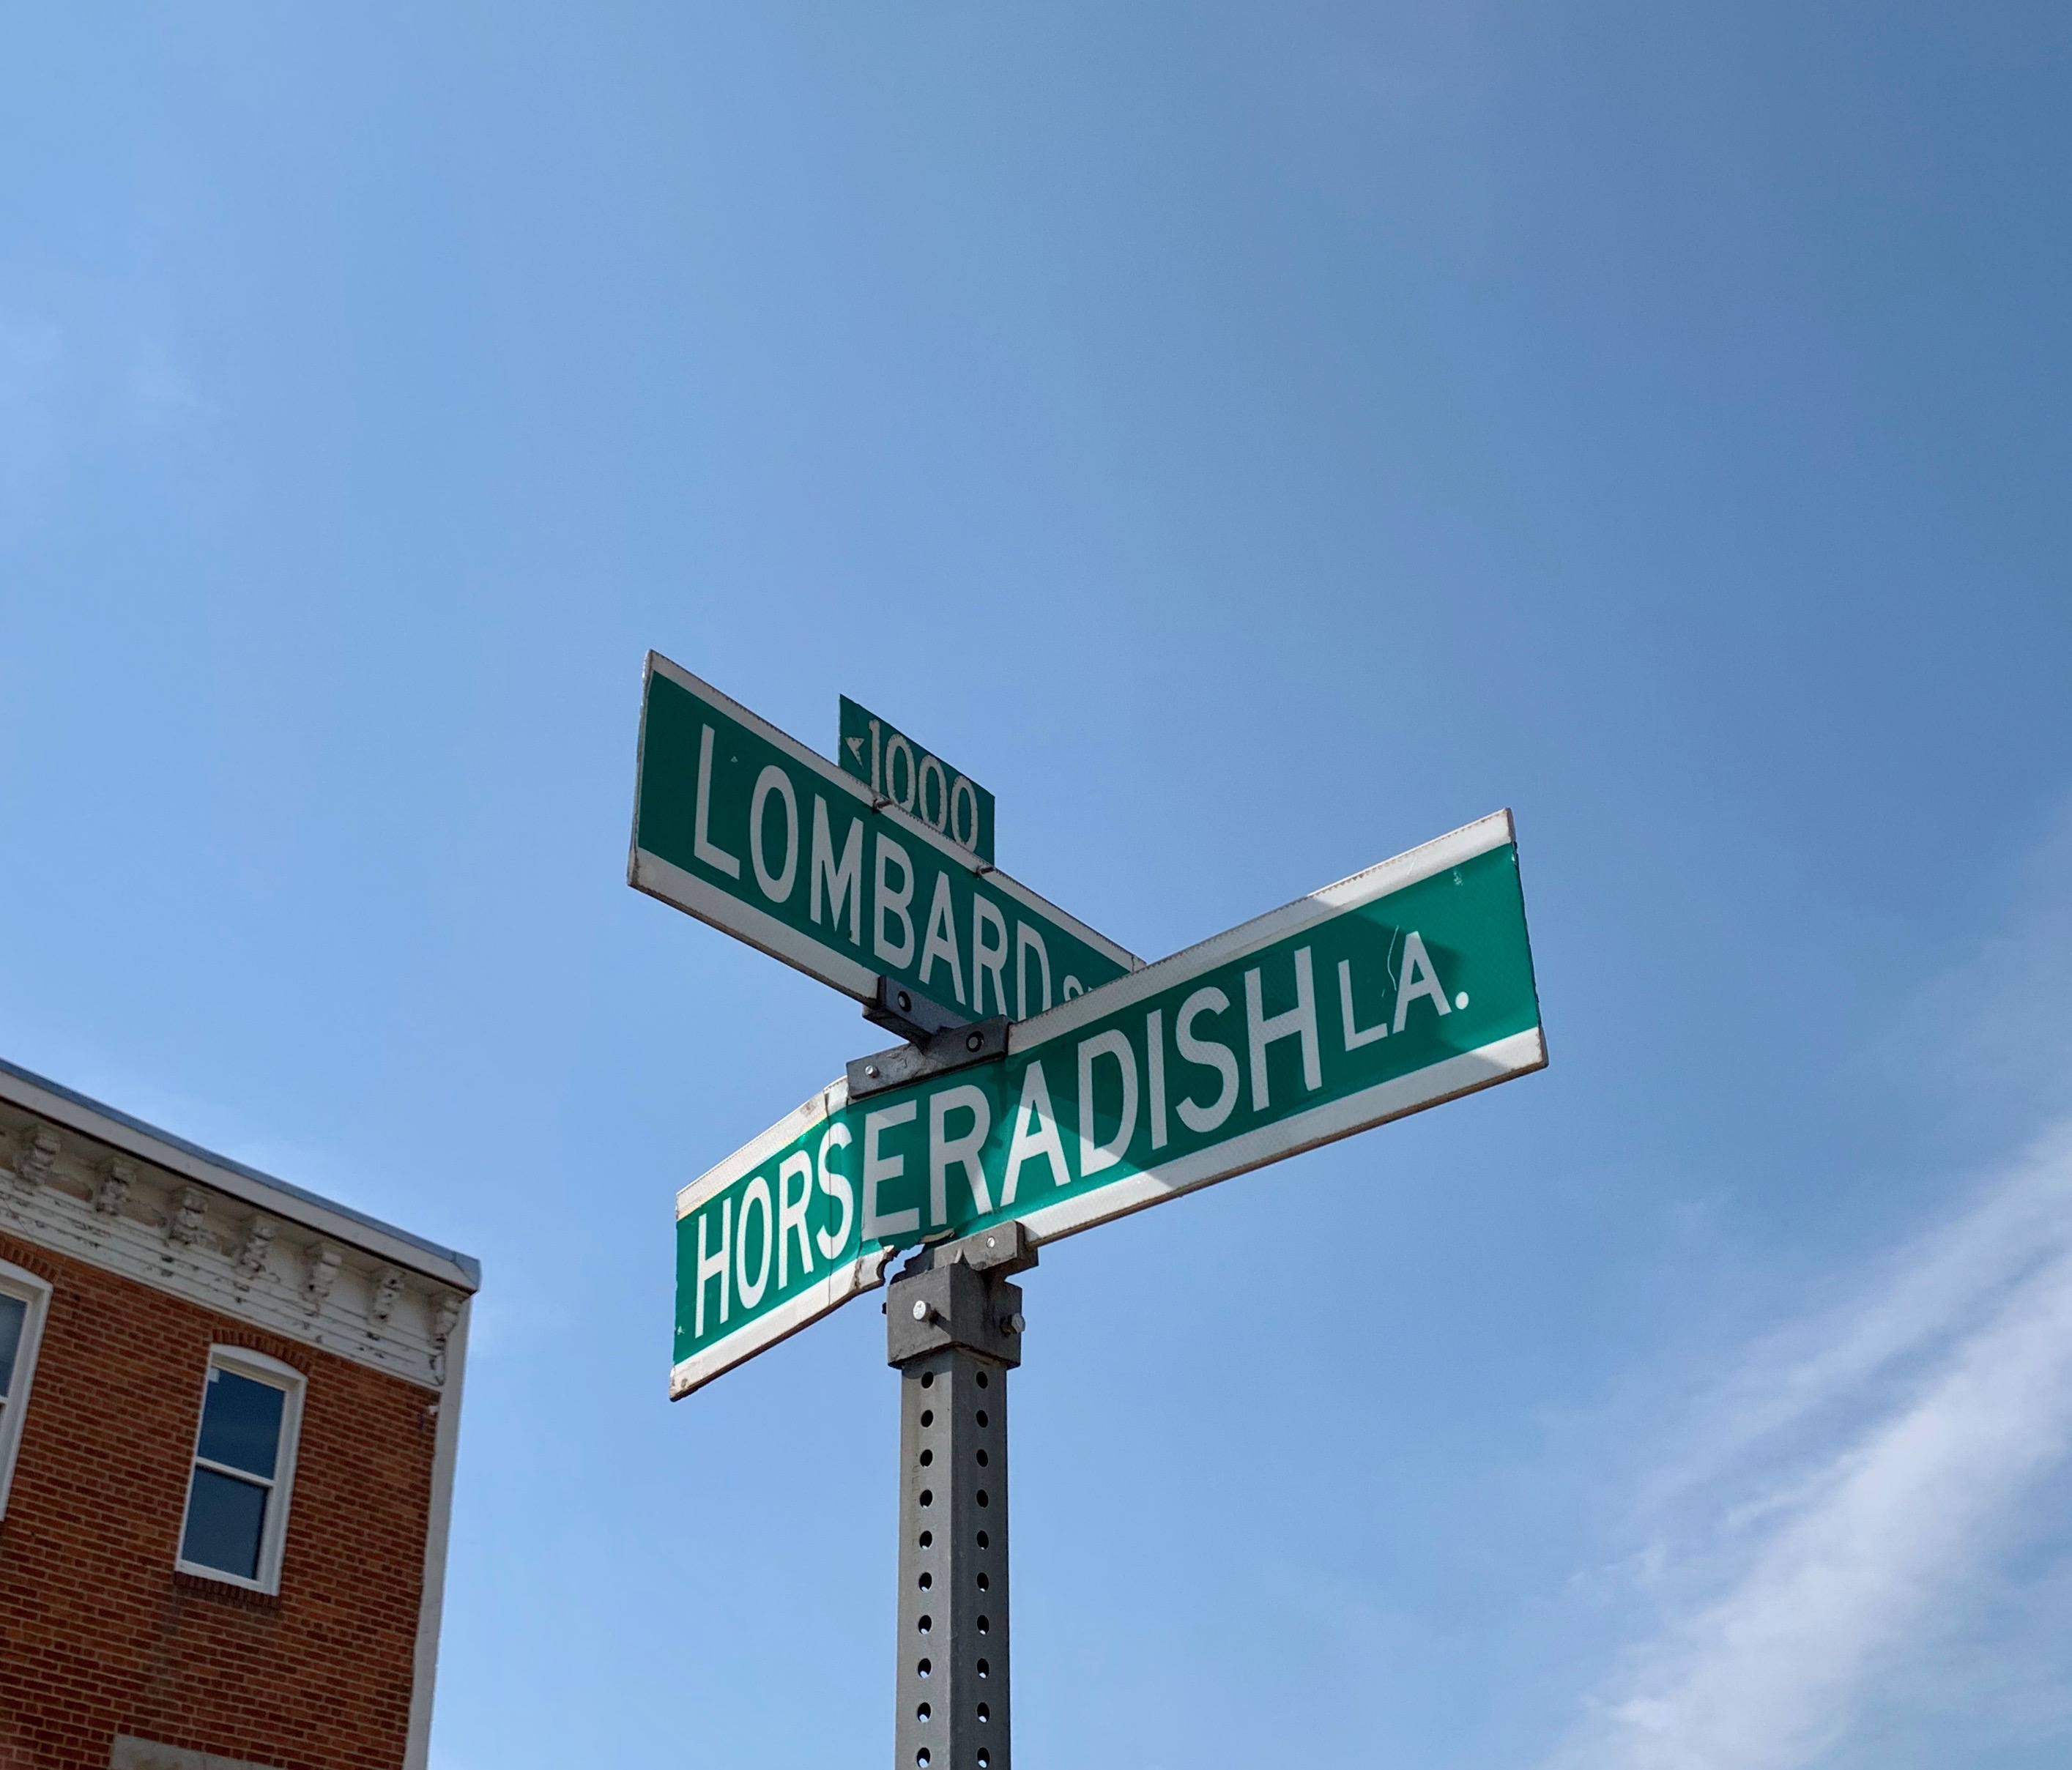 <1000
LOMBARD
HORSERADISH LA.